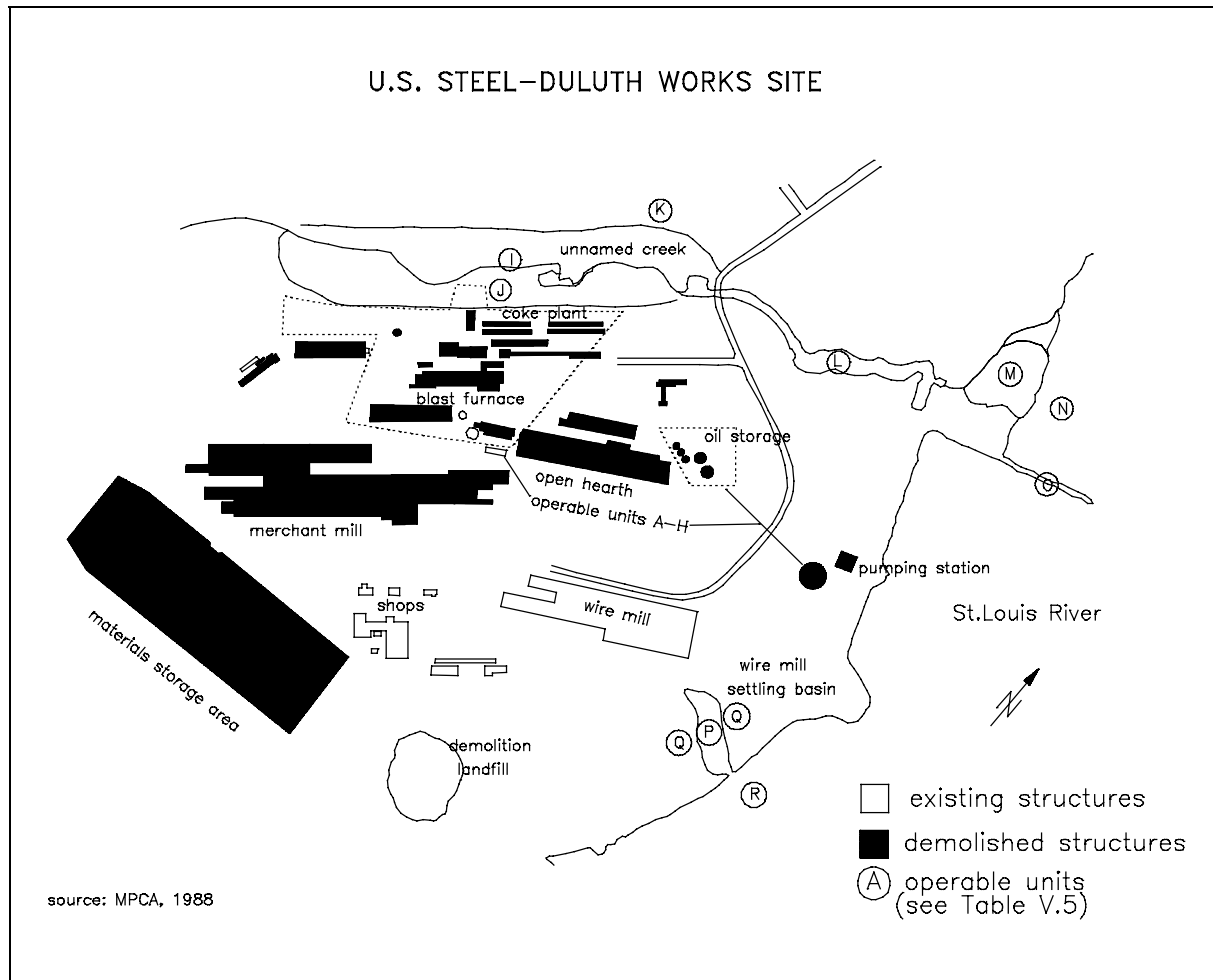 U.S. STEEL-DULUTH WORKS SITE
K
unnamed creek
I
J
coke plant
L
M
N
blast furnace
oil storage
O
open hearth
operable units A-H
merchant mill
pumping station
shops
wire mill
St.Louis River
materials storage area
wire mill
settling basin
N
Q
P
Q
demolition
landfill
R
existing structures
demolished structures
A operable units
(see Table V.5)
source: MPCA, 1988